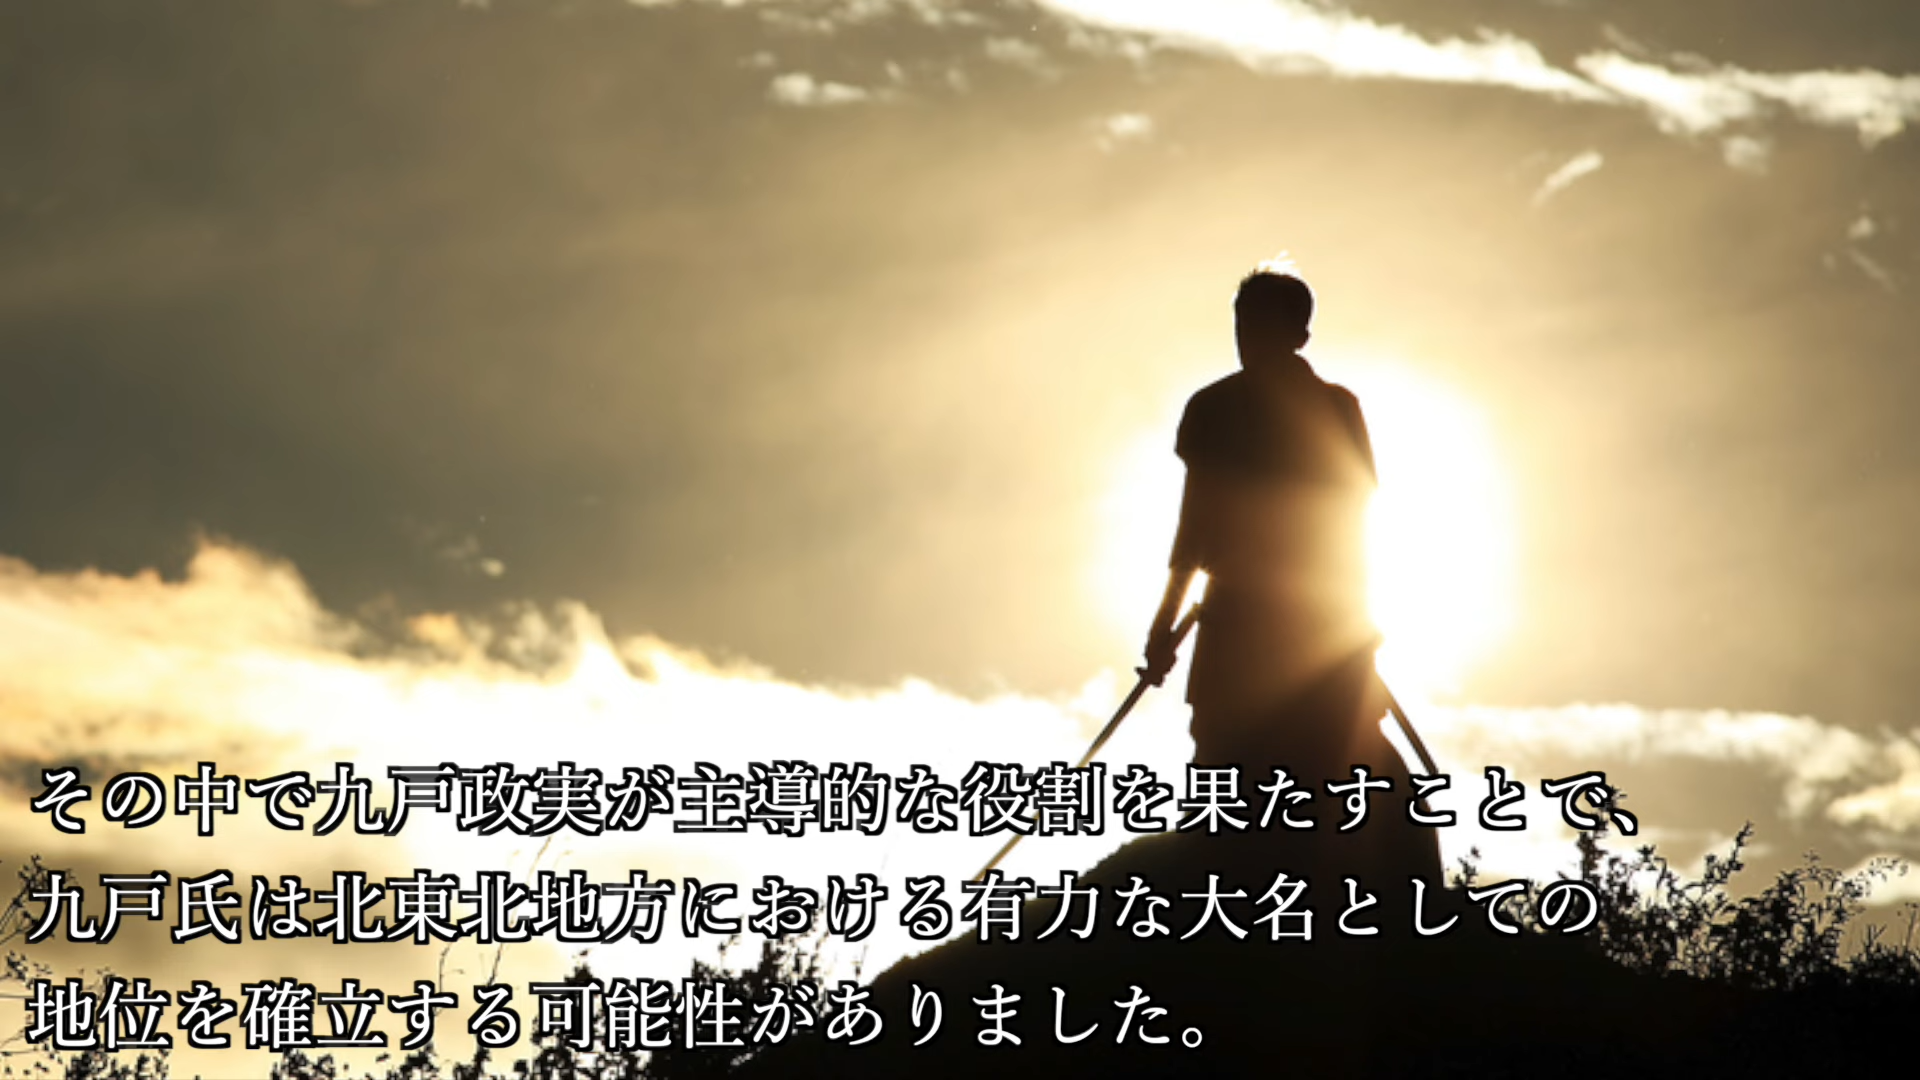 その中で九戸政実が主導的な役割を果たすことで、
九戸氏は北東北地方における有力な大名としての
地位を確立する可能性がありました。